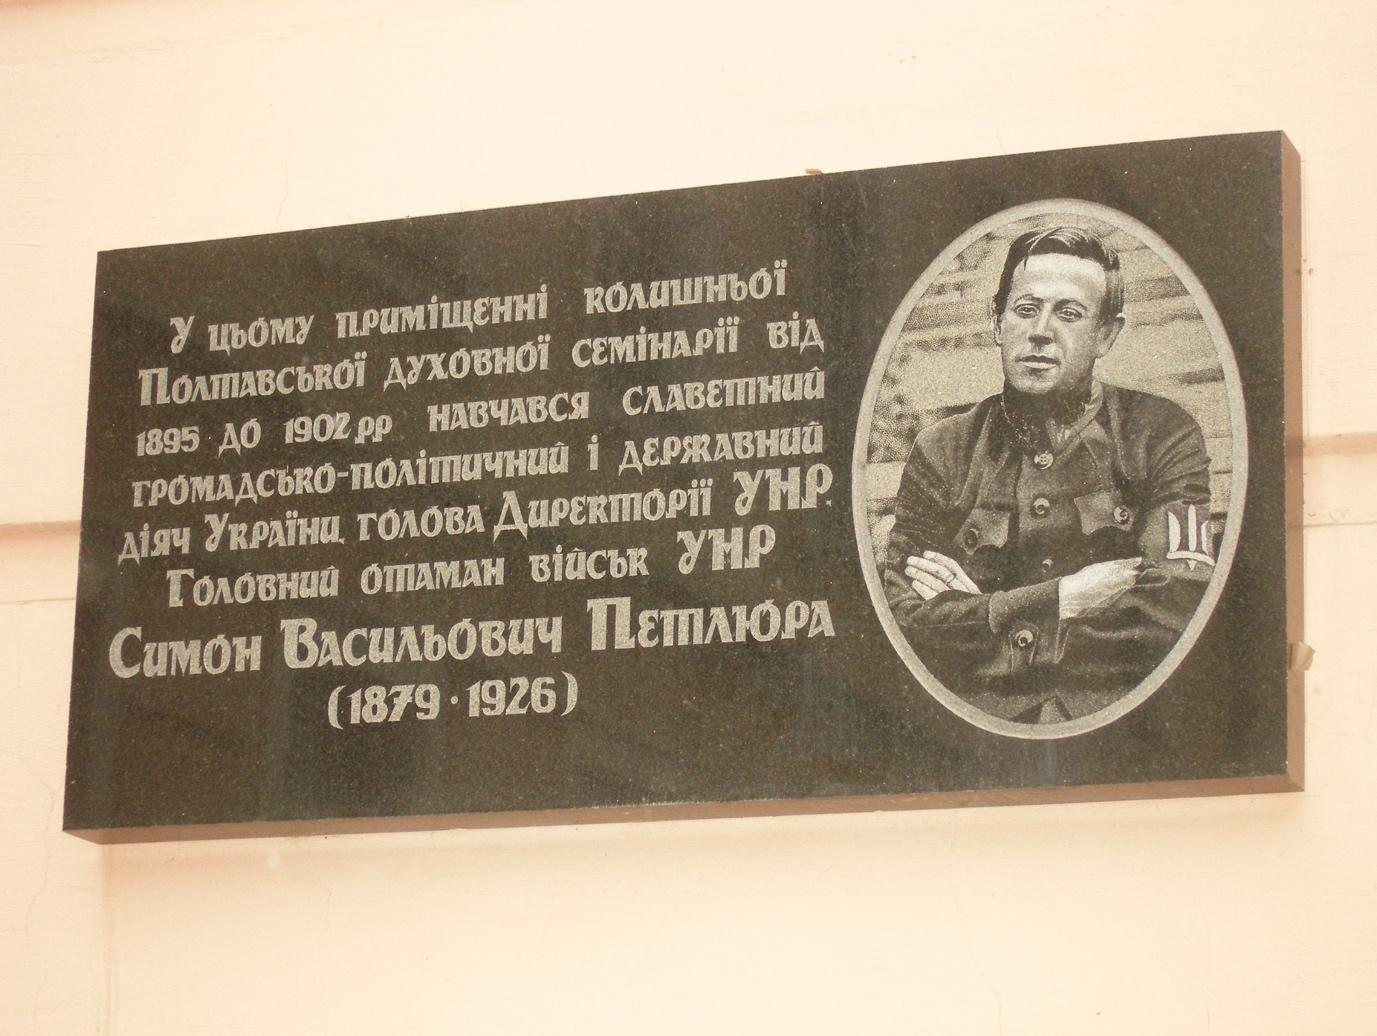 У цьому приміщенні колишньої
Полтавської духовної семінарії від
1895 до 1902 рр навчався славетний
громадсько-політичний і державний
діяч України, голова Директорії УНР,
Головний отаман військ УНР
Симон Васильович Петлюра
(1879 · 1926)